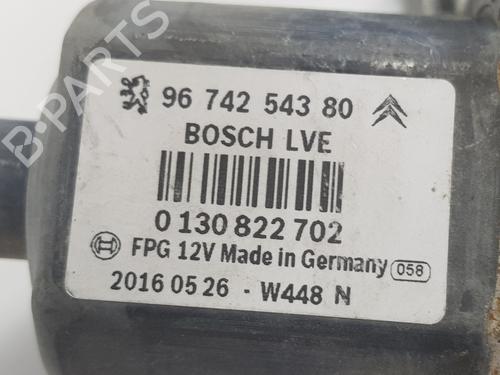 B-PARTS
96 742 543 80
BOSCH LVE
0 130 822 702
FPG 12V Made in Germany 058
2016 05 26 - W448 N